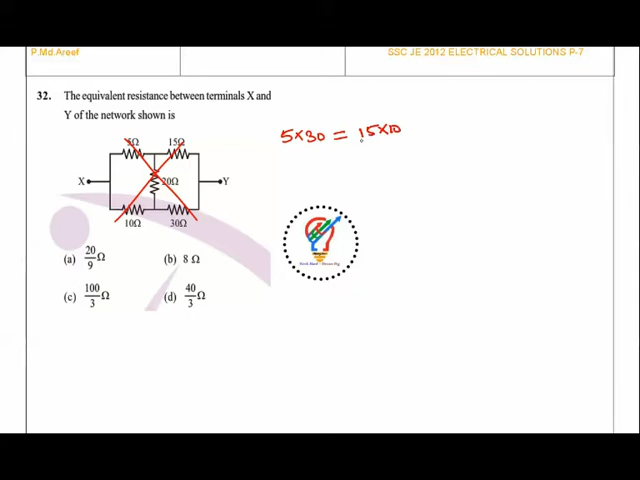 P.Md.Areef
SSC JE 2012 ELECTRICAL SOLUTIONS P-7
32. The equivalent resistance between terminals X and
Y of the network shown is
5×30 = 15×10
5Ω 15Ω
X 20Ω Y
10Ω 30Ω
(a) 20/9 Ω (b) 8 Ω
(c) 100/3 Ω (d) 40/3 Ω